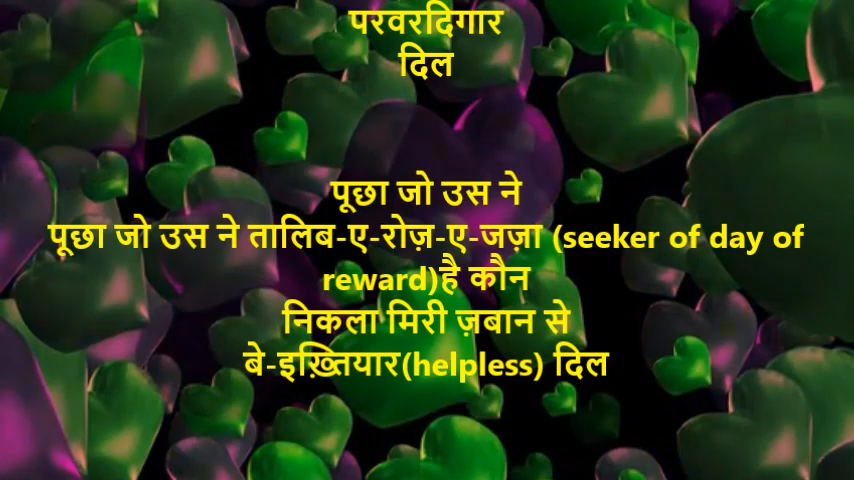 परवरदिगार
दिल
पूछा जो उस ने
पूछा जो उस ने तालिब-ए-रोज़-ए-जज़ा (seeker of day of
reward)है कौन
निकला मिरी ज़बान से
बे-इख़्तियार(helpless) दिल